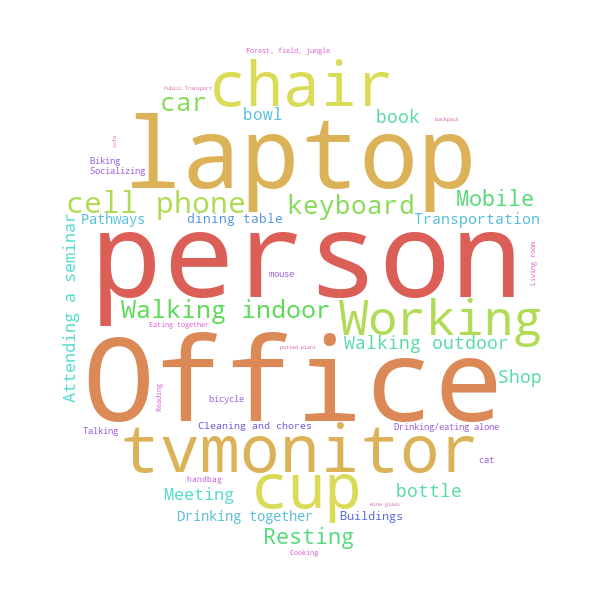 Forest, field, jungle
chair
Public Transport
car
bowl
book
backpack
laptop
sofa
Biking
Socializing
cell phone
keyboard
Mobile
Pathways
dining table
Transportation
Attending a seminar
person
Living room
mouse
Walking indoor
Working
Eating together
Walking outdoor
potted plant
Office
Shop
Reading
bicycle
Cleaning and chores
Drinking/eating alone
Talking
tvmonitor
cat
handbag
cup
Meeting
bottle
wine glass
Drinking together
Buildings
Resting
Cooking